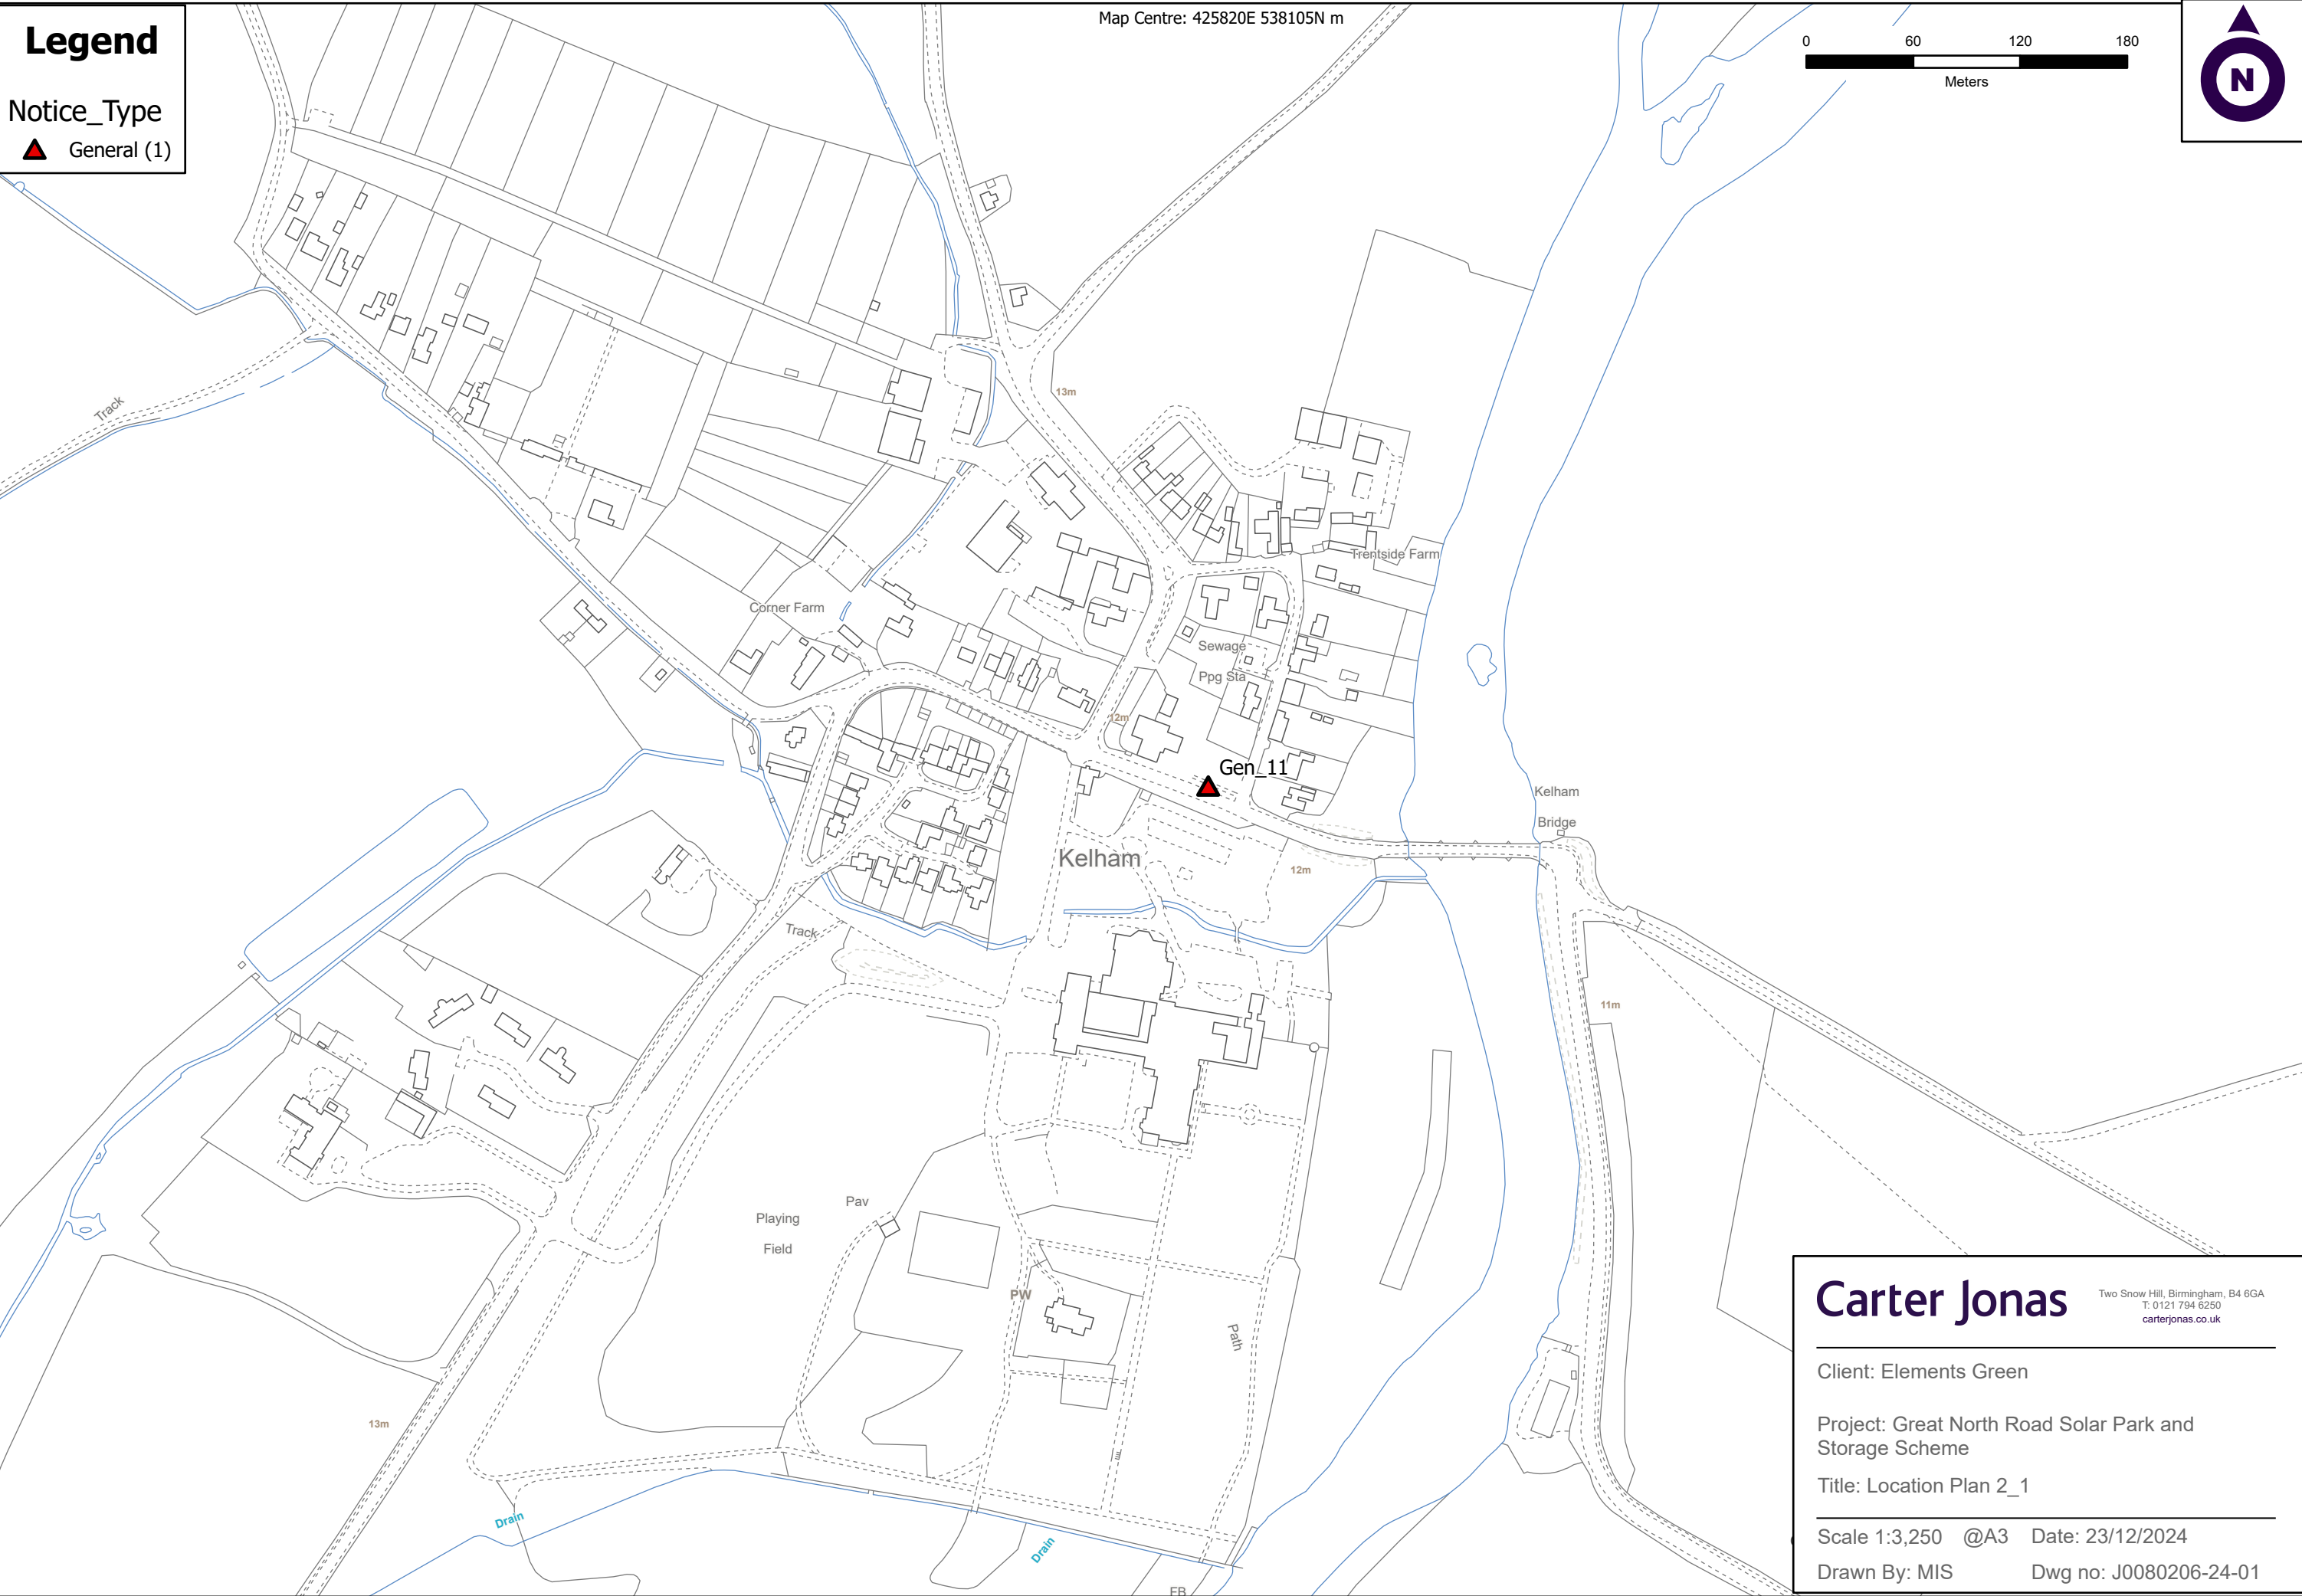 Map Centre: 425820E 538105N m
Legend
Notice_Type
General (1)
0 60 120 180
Meters
N
Track
13m
Trentside Farm
Corner Farm
Sewage
Ppg Sta
12m
Gen_11
Kelham
Bridge
Kelham
12m
Track
11m
Pav
Playing
Field
PW
Path
13m
Drain
Drain
FB
Carter Jonas
Two Snow Hill, Birmingham, B4 6GA
T: 0121 794 6250
carterjonas.co.uk
Client: Elements Green
Project: Great North Road Solar Park and
Storage Scheme
Title: Location Plan 2_1
Scale 1:3,250 @A3 Date: 23/12/2024
Drawn By: MIS Dwg no: J0080206-24-01